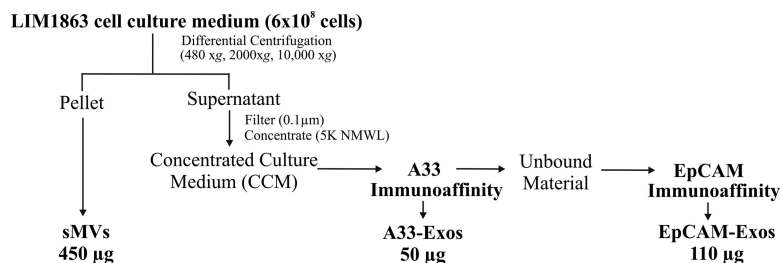 LIM1863 cell culture medium (6x10⁸ cells)
Differential Centrifugation
(480 xg, 2000xg, 10,000 xg)
Pellet
Supernatant
Filter (0.1µm)
Concentrate (5K NMWL)
Concentrated Culture
Medium (CCM)
A33
Immunoaffinity
Unbound
Material
EpCAM
Immunoaffinity
sMVs
450 µg
A33-Exos
50 µg
EpCAM-Exos
110 µg